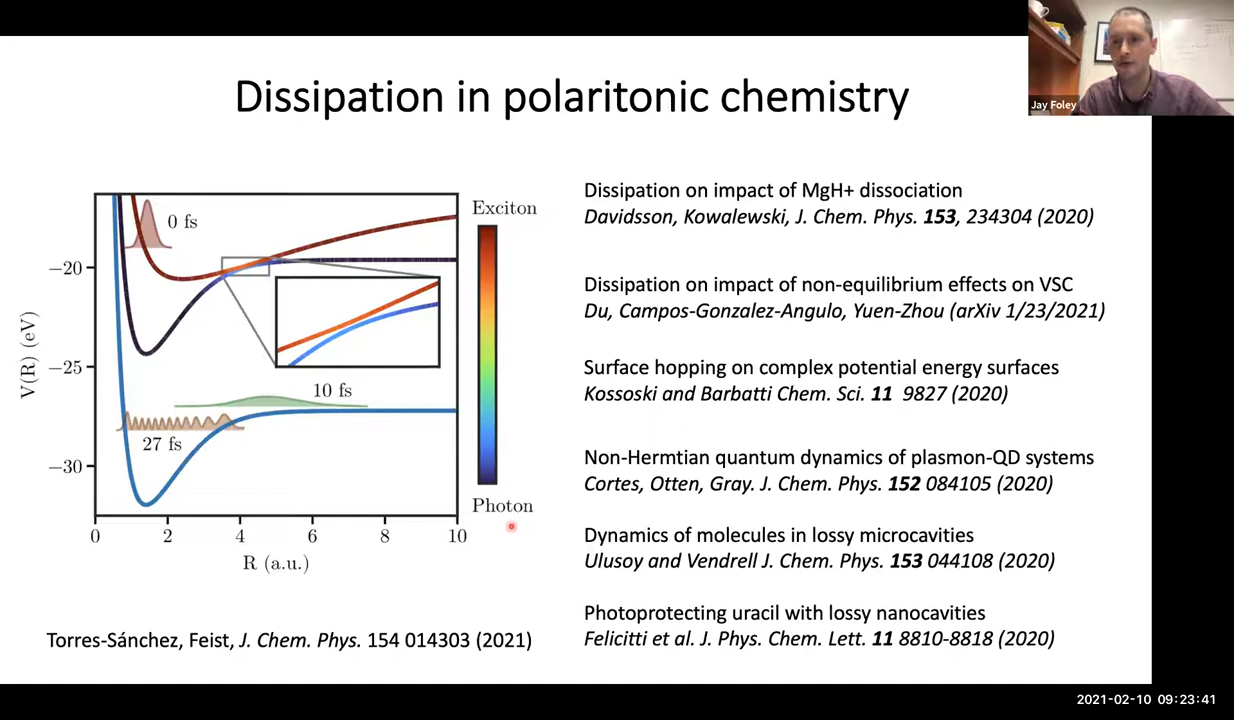 Jay Foley
Dissipation in polaritonic chemistry
0 fs
10 fs
27 fs
−20
−25
−30
V(R) (eV)
0 2 4 6 8 10
R (a.u.)
Exciton
Photon
Torres-Sánchez, Feist, J. Chem. Phys. 154 014303 (2021)
Dissipation on impact of MgH+ dissociation
Davidsson, Kowalewski, J. Chem. Phys. 153, 234304 (2020)
Dissipation on impact of non-equilibrium effects on VSC
Du, Campos-Gonzalez-Angulo, Yuen-Zhou (arXiv 1/23/2021)
Surface hopping on complex potential energy surfaces
Kossoski and Barbatti Chem. Sci. 11 9827 (2020)
Non-Hermtian quantum dynamics of plasmon-QD systems
Cortes, Otten, Gray. J. Chem. Phys. 152 084105 (2020)
Dynamics of molecules in lossy microcavities
Ulusoy and Vendrell J. Chem. Phys. 153 044108 (2020)
Photoprotecting uracil with lossy nanocavities
Felicitti et al. J. Phys. Chem. Lett. 11 8810-8818 (2020)
2021-02-10 09:23:41